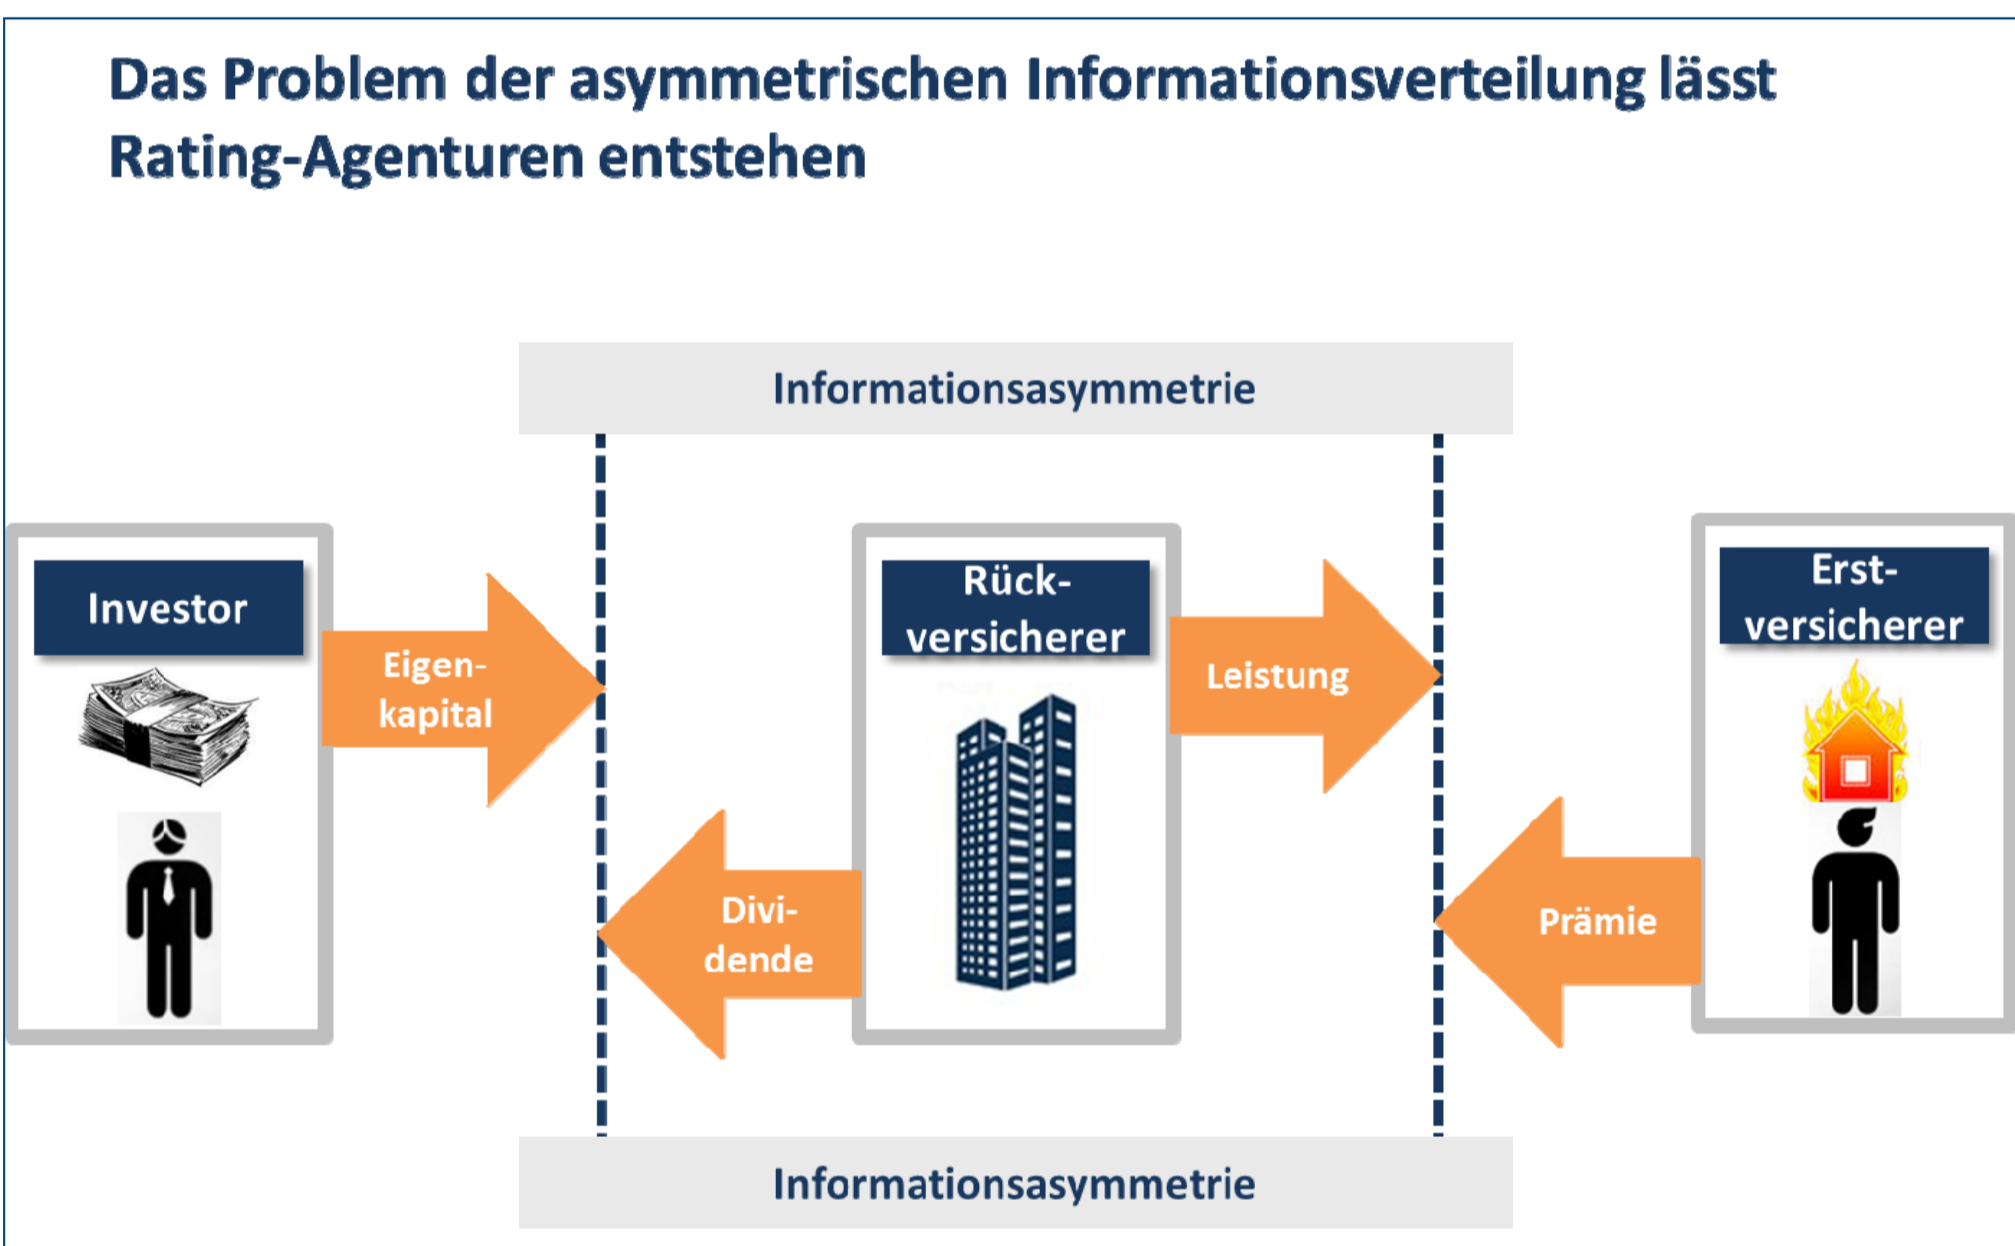 Das Problem der asymmetrischen Informationsverteilung lässt
Rating-Agenturen entstehen
Informationsasymmetrie
Investor
Eigen-
kapital
Rück-
versicherer
Leistung
Erst-
versicherer
Divi-
dende
Prämie
Informationsasymmetrie